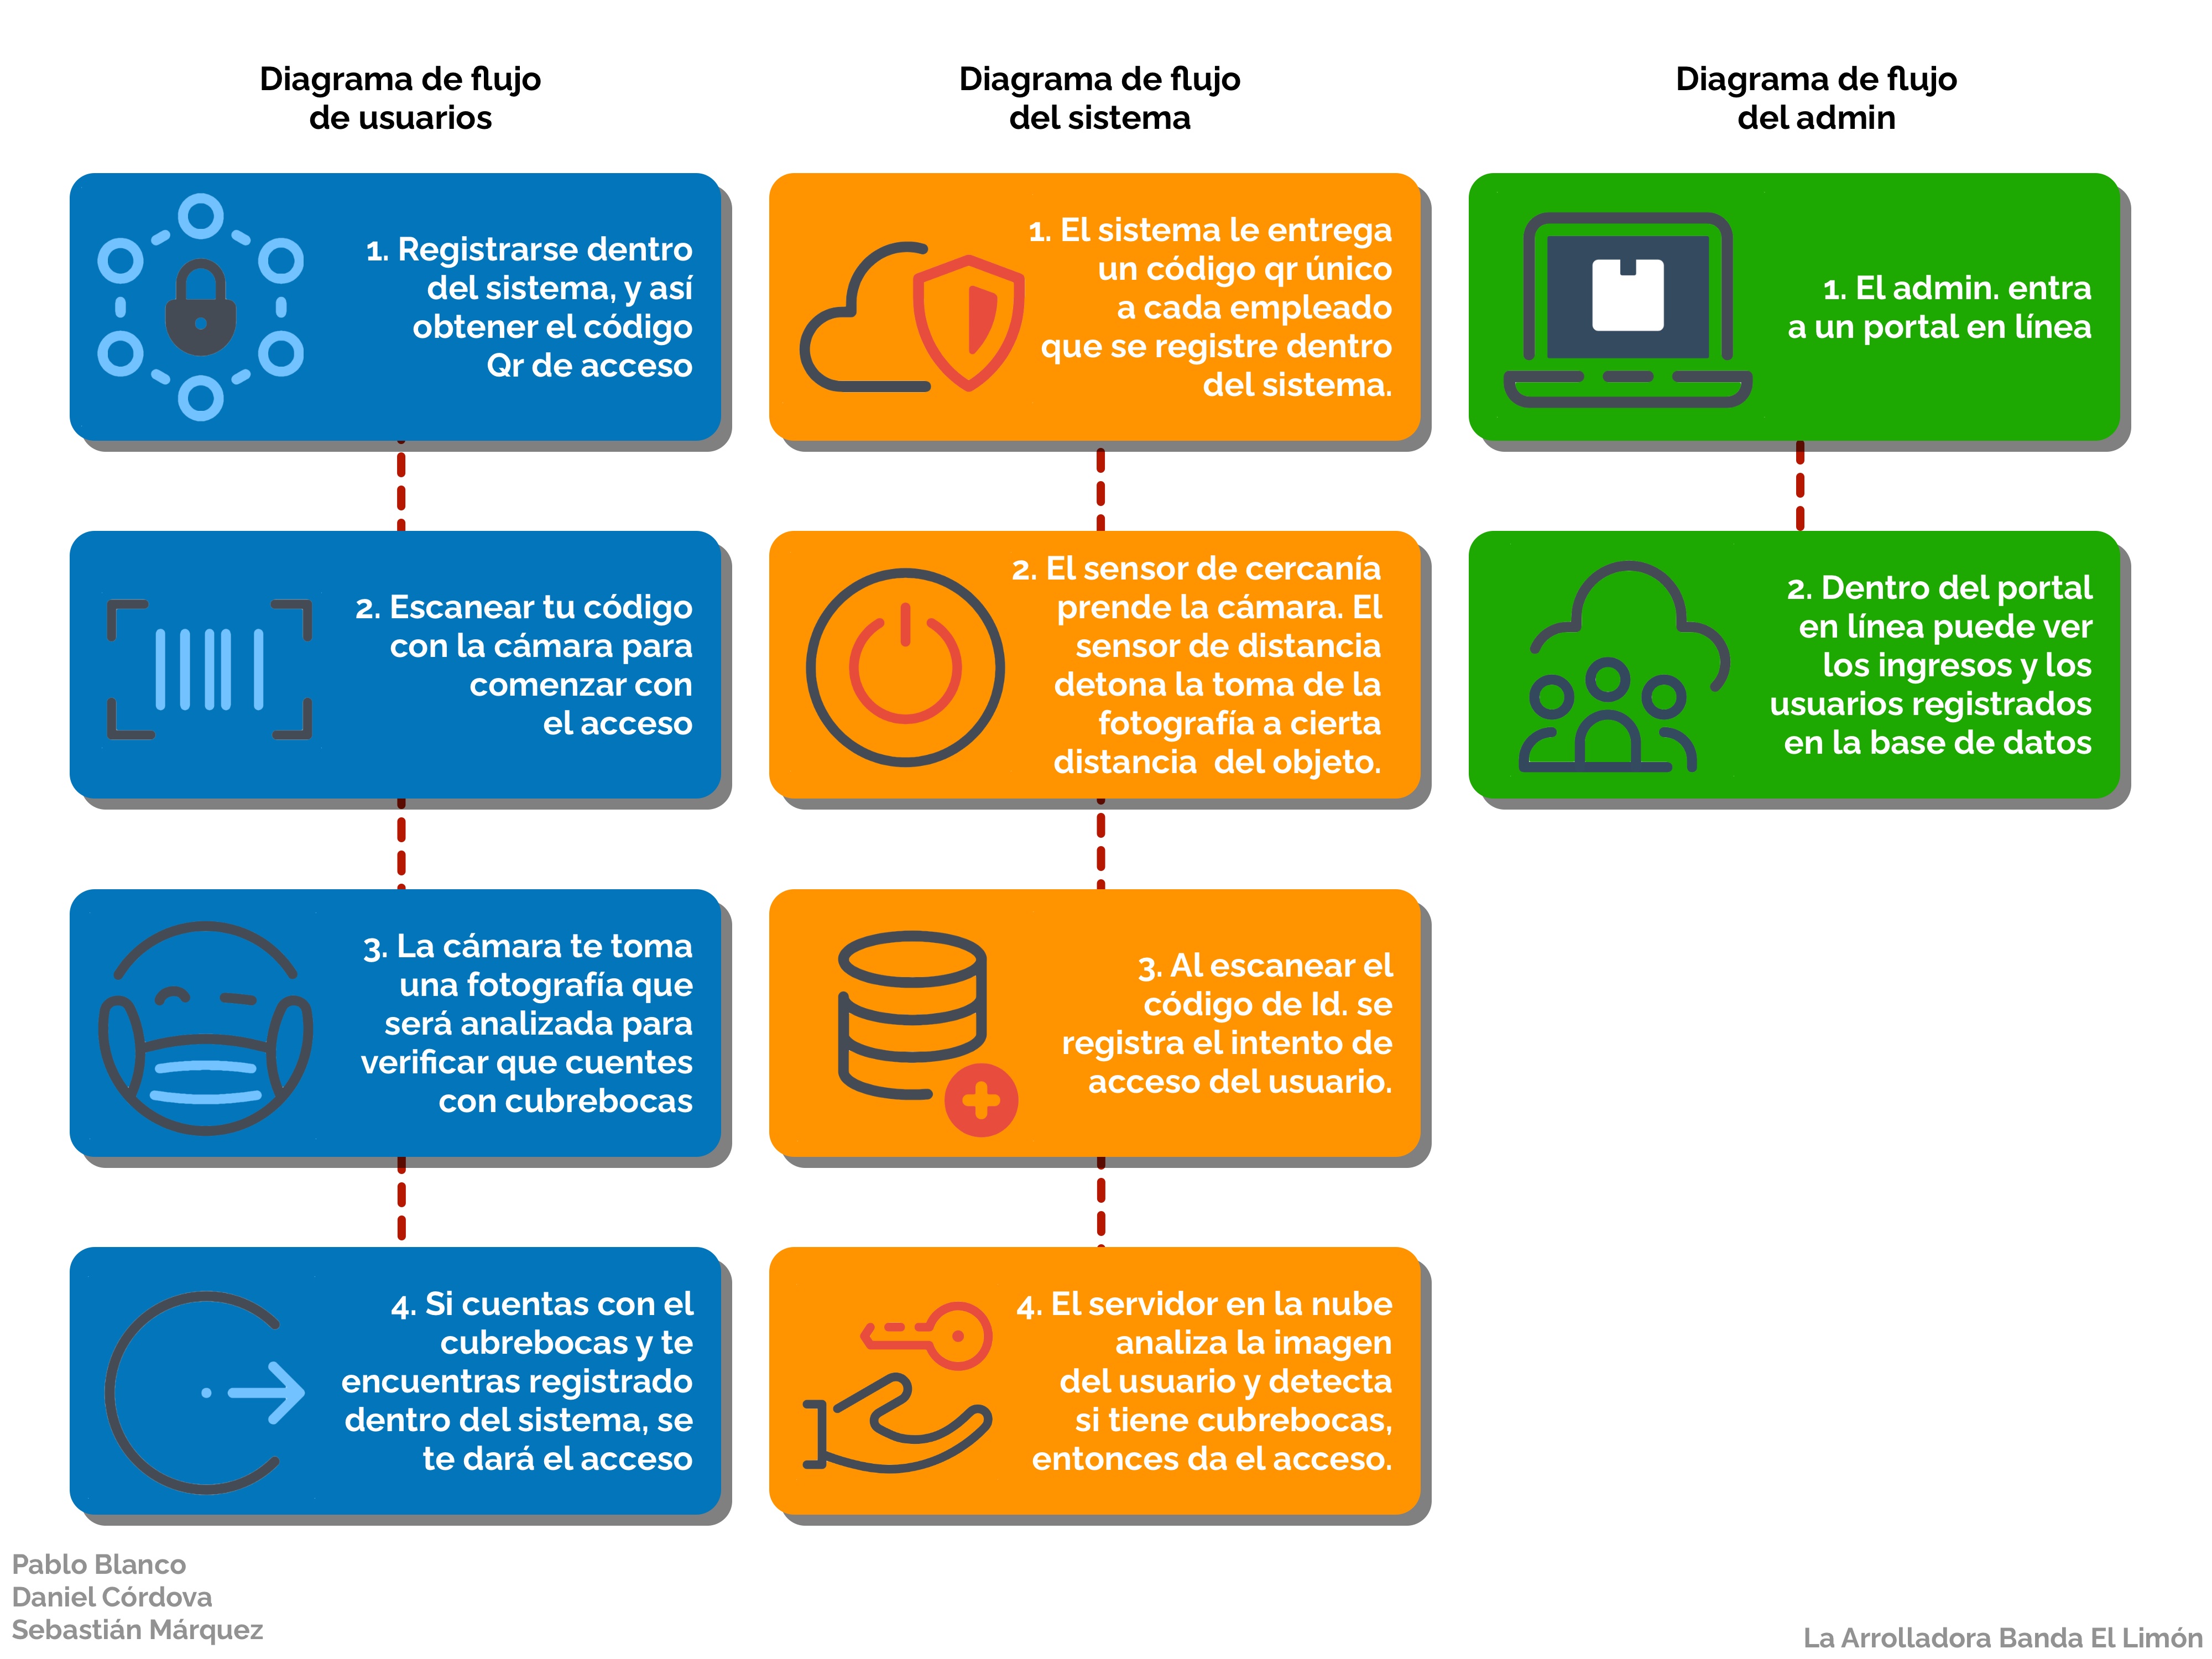 Diagrama de flujo
de usuarios
1. Registrarse dentro
del sistema, y así
obtener el código
Qr de acceso
2. Escanear tu código
con la cámara para
comenzar con
el acceso
3. La cámara te toma
una fotografía que
será analizada para
verificar que cuentes
con cubrebocas
4. Si cuentas con el
cubrebocas y te
encuentras registrado
dentro del sistema, se
te dará el acceso
Diagrama de flujo
del sistema
1. El sistema le entrega
un código qr único
a cada empleado
que se registre dentro
del sistema.
2. El sensor de cercanía
prende la cámara. El
sensor de distancia
detona la toma de la
fotografía a cierta
distancia  del objeto.
3. Al escanear el
código de Id. se
registra el intento de
acceso del usuario.
4. El servidor en la nube
analiza la imagen
del usuario y detecta
si tiene cubrebocas,
entonces da el acceso.
Diagrama de flujo
del admin
1. El admin. entra
a un portal en línea
2. Dentro del portal
en línea puede ver
los ingresos y los
usuarios registrados
en la base de datos
Pablo Blanco
Daniel Córdova
Sebastián Márquez
La Arrolladora Banda El Limón